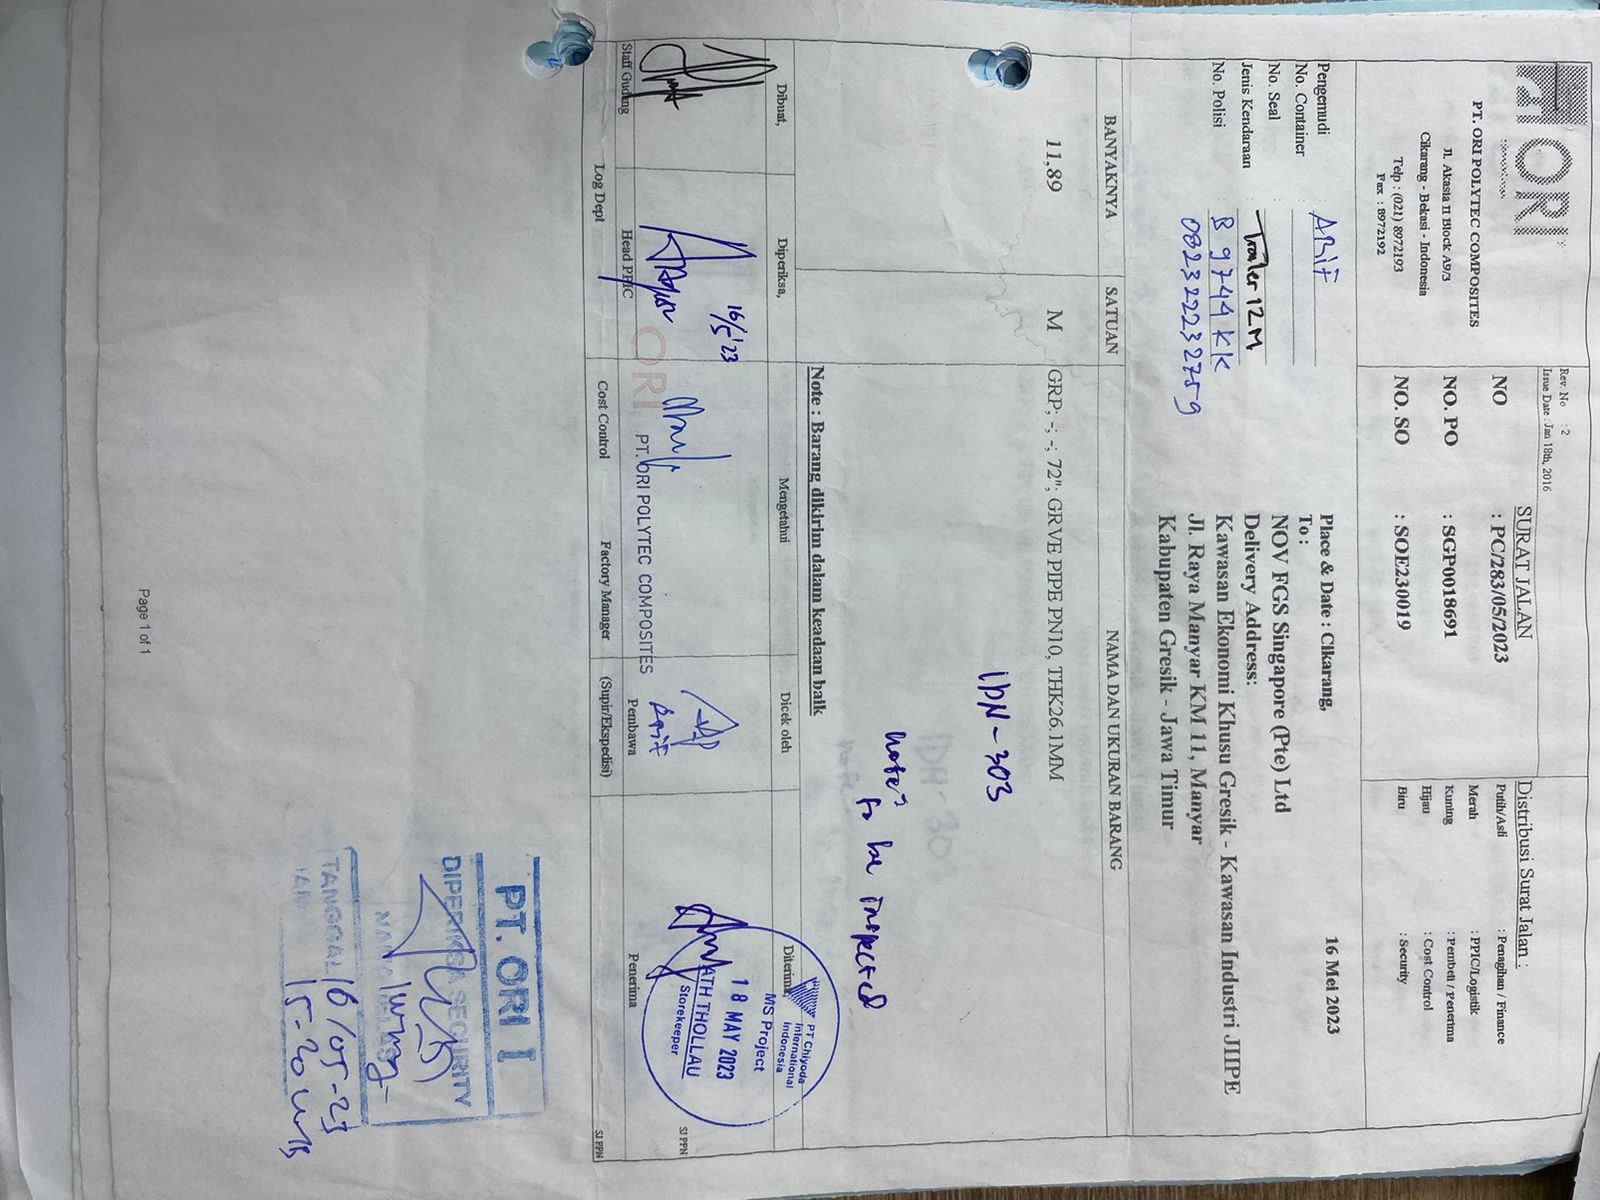 ORI
PT. ORI POLYTEC COMPOSITES
Jl. Akasia II Block A9/3
Cikarang - Bekasi - Indonesia
Telp : (021) 8972193
Fax : 8972192
Rev. No : 2
Issue Date : Jan 18th, 2016
SURAT JALAN
NO : PC/283/05/2023
NO. PO : SGP0018691
NO. SO : SOE230019
Distribusi Surat Jalan :
Putih/Asli : Penagihan / Finance
Merah : PPIC/Logistik
Kuning : Pembeli / Penerima
Hijau : Cost Control
Biru : Security
Pengemudi : ARIF
No. Container :
No. Seal :
Jenis Kendaraan : Trailer 12 M
No. Polisi : B 9744 KK
082322232759
Place & Date : Cikarang, 16 Mei 2023
To :
NOV FGS Singapore (Pte) Ltd
Delivery Address:
Kawasan Ekonomi Khusu Gresik - Kawasan Industri JIIPE
Jl. Raya Manyar KM 11, Manyar
Kabupaten Gresik - Jawa Timur
BANYAKNYA SATUAN NAMA DAN UKURAN BARANG
11,89 M GRP; -; -; 72"; GRVE PIPE PN10, THK26.1MM
IDN-303
notes
to be inspected
Note : Barang dikirim dalam keadaan baik
Dibuat, Diperiksa, Mengetahui Dicek oleh Diterima
16/5'23
ORI PT. ORI POLYTEC COMPOSITES
Arif
PT Chiyoda
International
Indonesia
MS Project
18 MAY 2023
ATH THOLLAU
Storekeeper
SJ PPN
Staff Gudang Head PPIC Pembawa Penerima
Log Dept Cost Control Factory Manager (Supir/Ekspedisi) SJ PPN
PT. ORI I
DIPERIKSA SECURITY
TANGGAL 16/05-23
15-20
Page 1 of 1